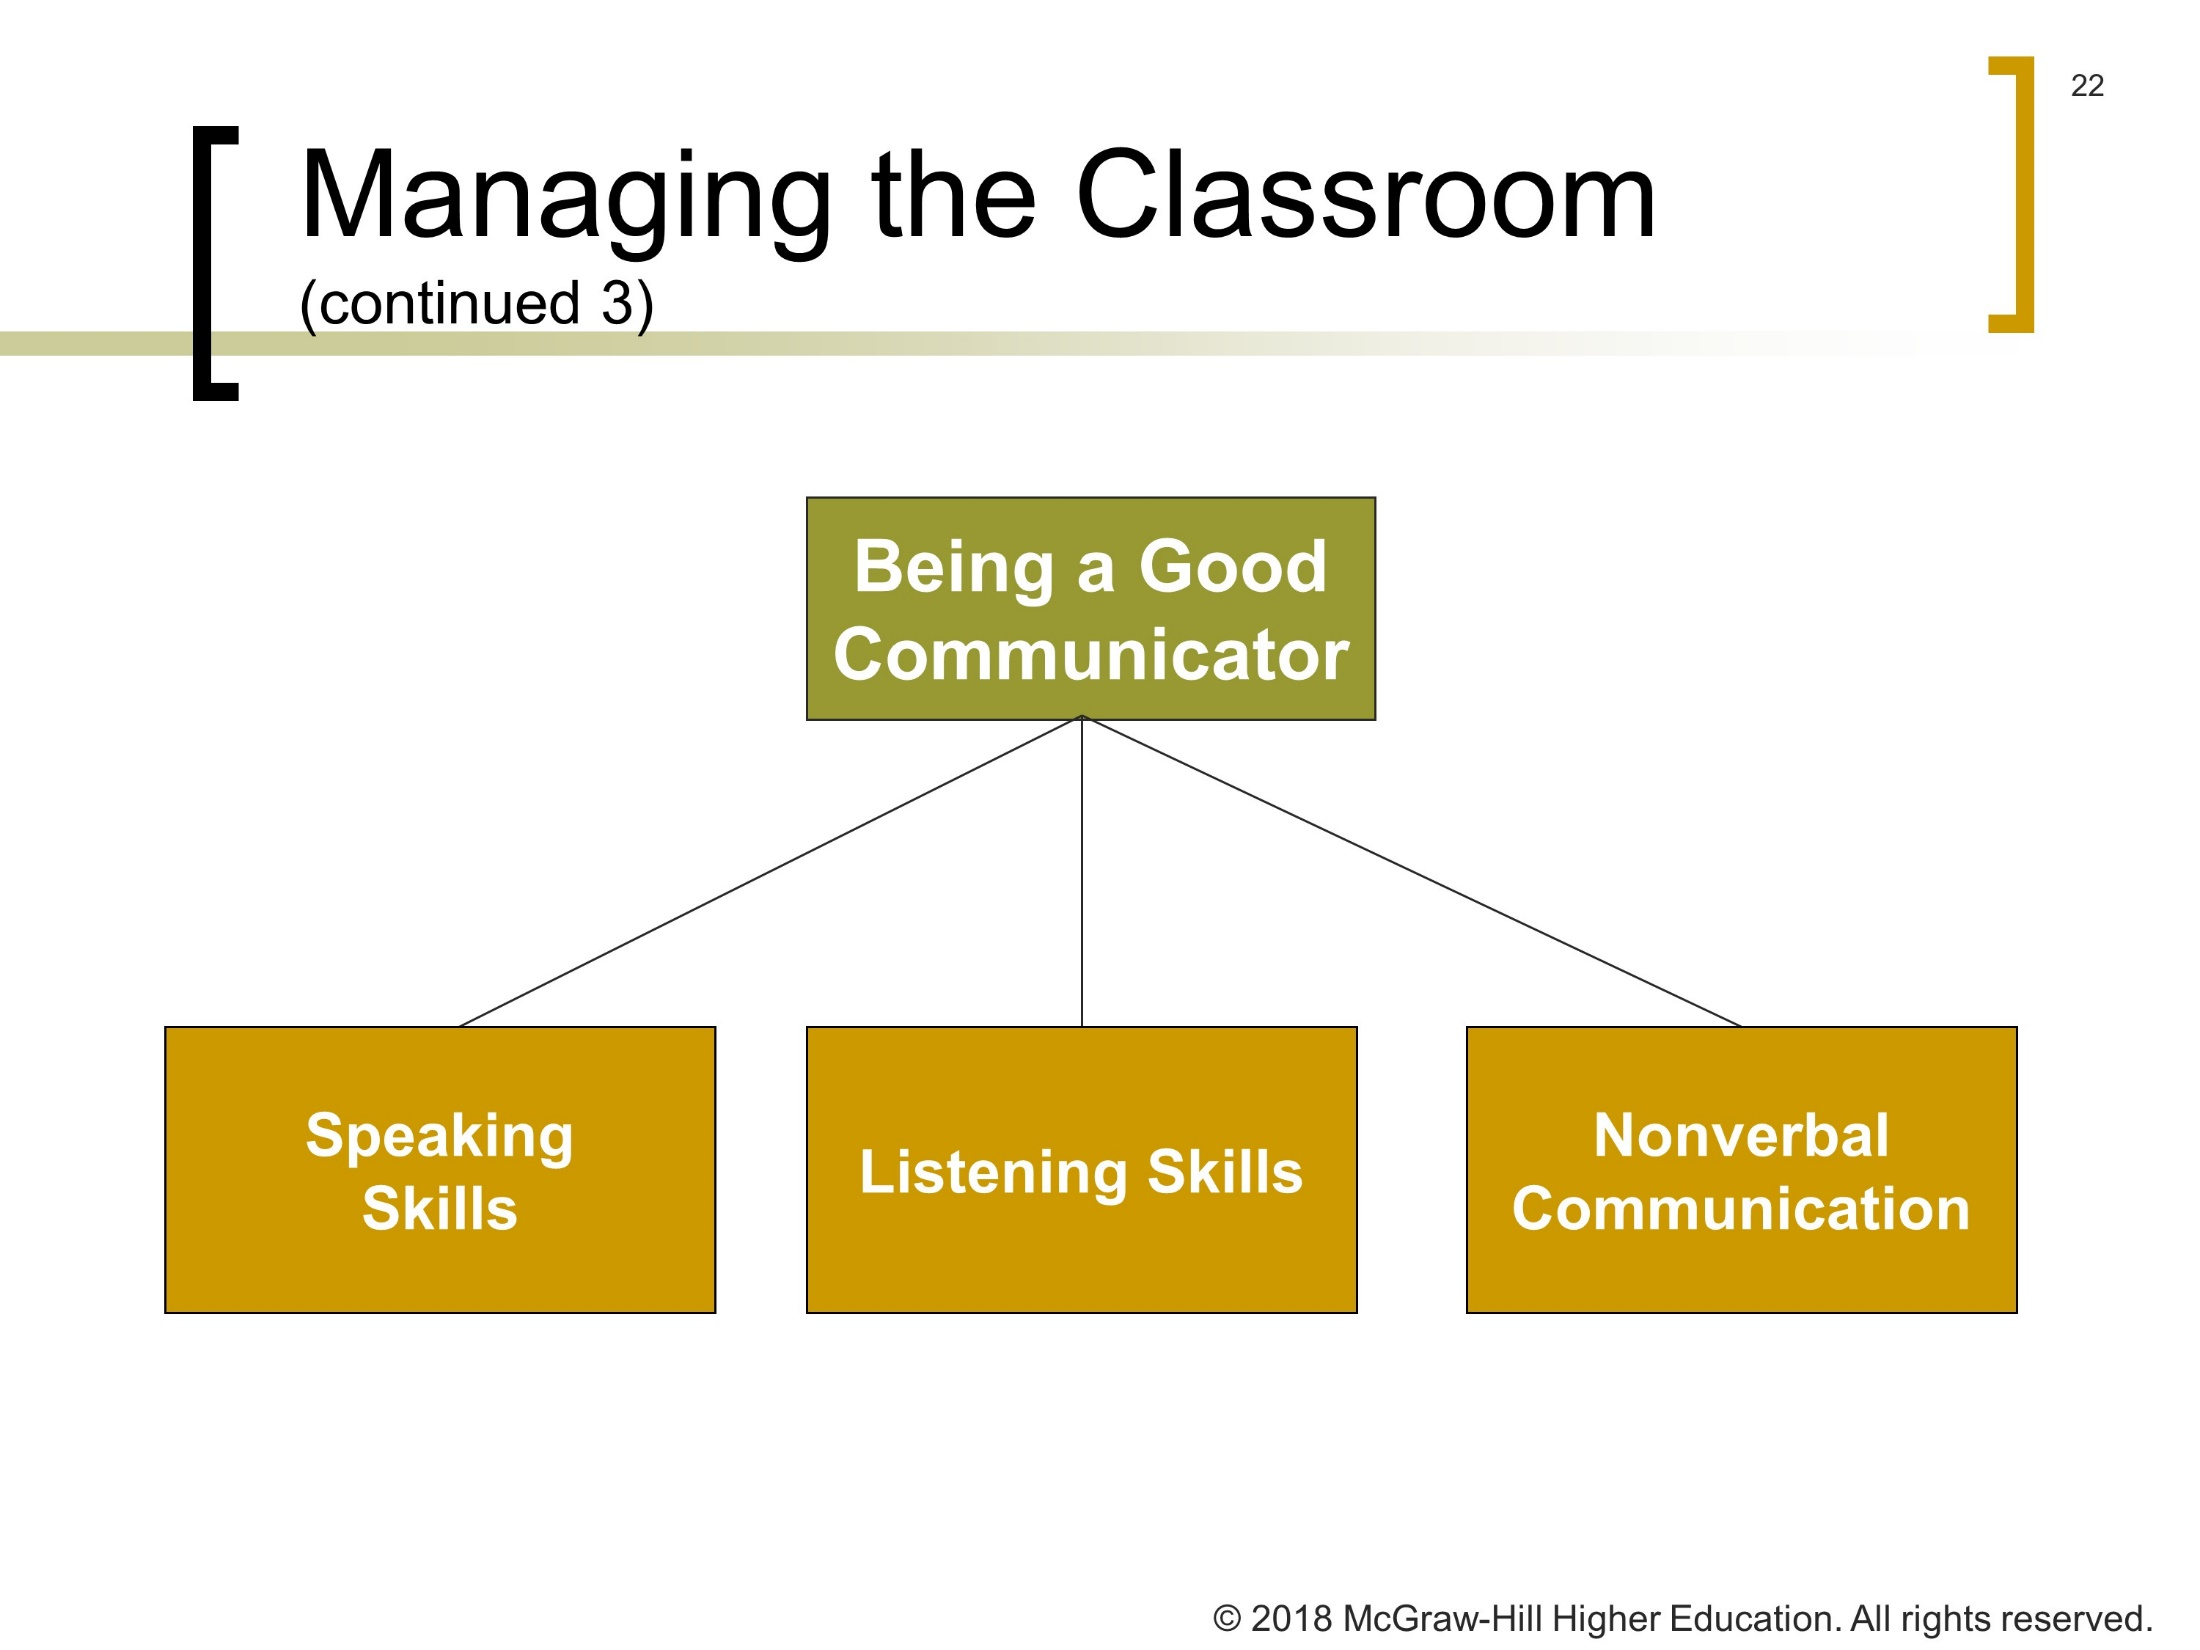 22
Managing the Classroom
(continued 3)
Being a Good
Communicator
Speaking
Skills
Listening Skills
Nonverbal
Communication
© 2018 McGraw-Hill Higher Education. All rights reserved.